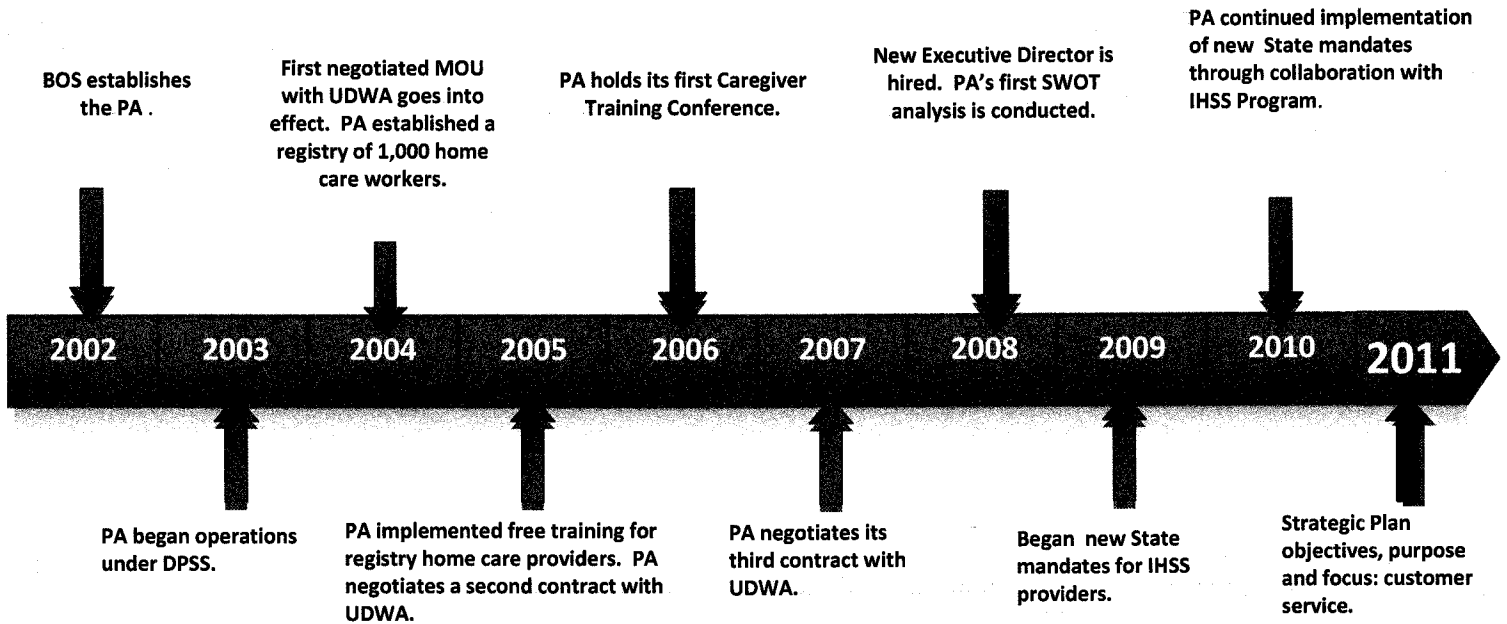 BOS establishes
the PA .
First negotiated MOU
with UDWA goes into
effect. PA established a
registry of 1,000 home
care workers.
PA holds its first Caregiver
Training Conference.
New Executive Director is
hired. PA's first SWOT
analysis is conducted.
PA continued implementation
of new State mandates
through collaboration with
IHSS Program.
2002 2003 2004 2005 2006 2007 2008 2009 2010 2011
PA began operations
under DPSS.
PA implemented free training for
registry home care providers. PA
negotiates a second contract with
UDWA.
PA negotiates its
third contract with
UDWA.
Began new State
mandates for IHSS
providers.
Strategic Plan
objectives, purpose
and focus: customer
service.